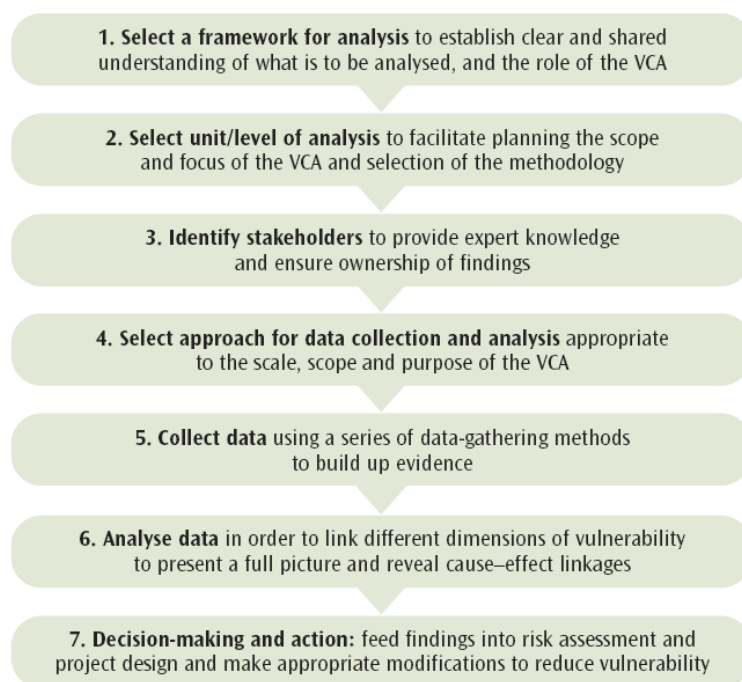 1. Select a framework for analysis to establish clear and shared
understanding of what is to be analysed, and the role of the VCA
2. Select unit/level of analysis to facilitate planning the scope
and focus of the VCA and selection of the methodology
3. Identify stakeholders to provide expert knowledge
and ensure ownership of findings
4. Select approach for data collection and analysis appropriate
to the scale, scope and purpose of the VCA
5. Collect data using a series of data-gathering methods
to build up evidence
6. Analyse data in order to link different dimensions of vulnerability
to present a full picture and reveal cause–effect linkages
7. Decision-making and action: feed findings into risk assessment and
project design and make appropriate modifications to reduce vulnerability